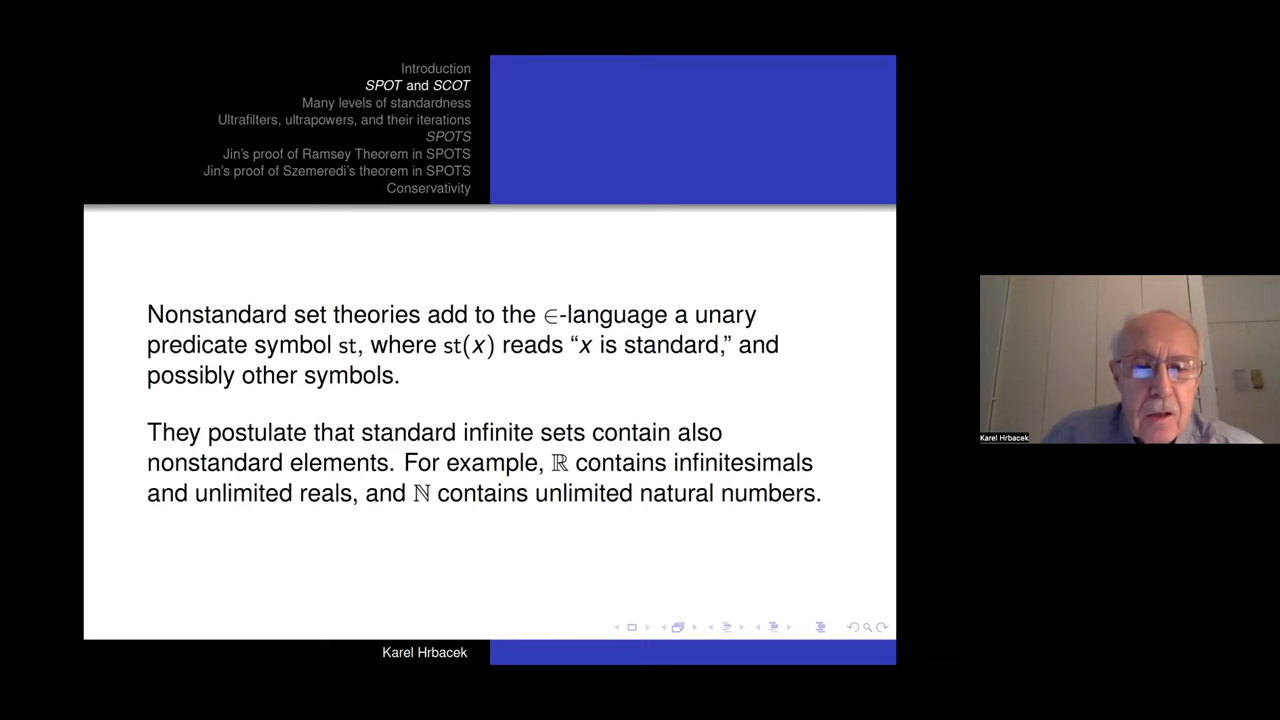 Introduction
SPOT and SCOT
Many levels of standardness
Ultrafilters, ultrapowers, and their iterations
SPOTS
Jin's proof of Ramsey Theorem in SPOTS
Jin's proof of Szemeredi's theorem in SPOTS
Conservativity
Nonstandard set theories add to the ∈-language a unary
predicate symbol st, where st(x) reads “x is standard,” and
possibly other symbols.
They postulate that standard infinite sets contain also
nonstandard elements. For example, ℝ contains infinitesimals
and unlimited reals, and ℕ contains unlimited natural numbers.
Karel Hrbacek
Karel Hrbacek